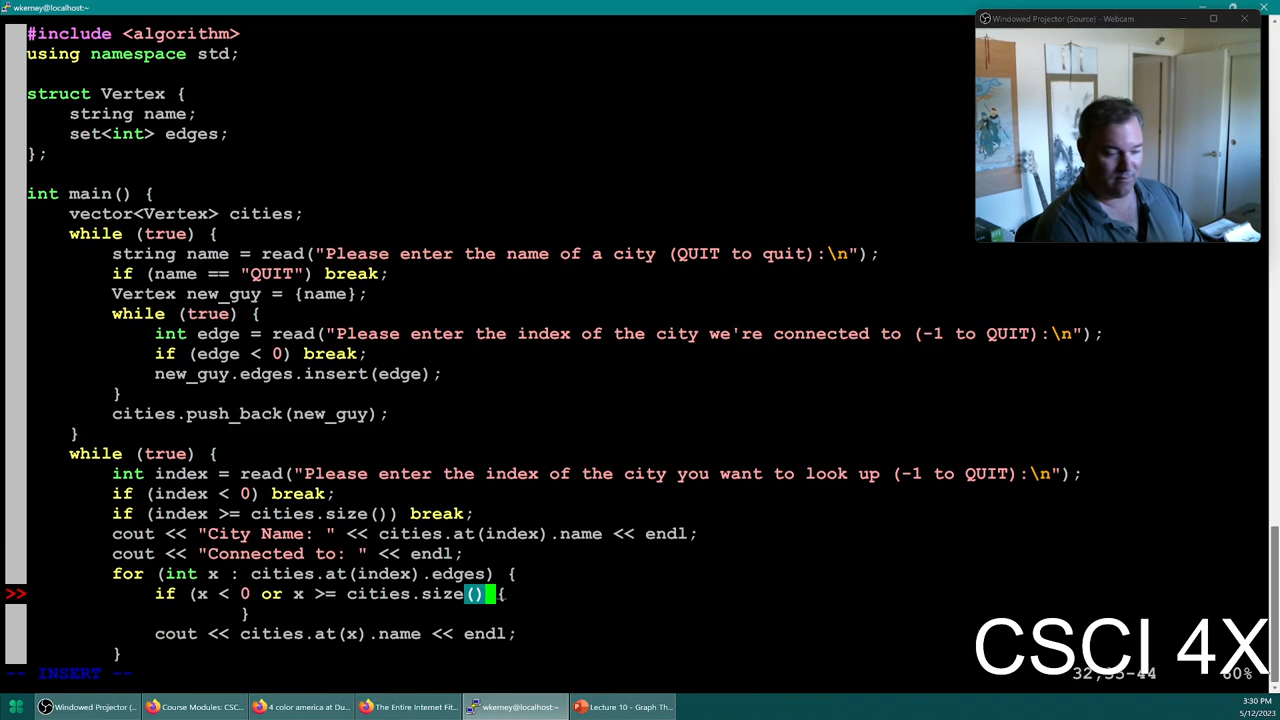 wkerney@localhost:~
#include <algorithm>
using namespace std;
struct Vertex {
string name;
set<int> edges;
};
int main() {
vector<Vertex> cities;
while (true) {
string name = read("Please enter the name of a city (QUIT to quit):\n");
if (name == "QUIT") break;
Vertex new_guy = {name};
while (true) {
int edge = read("Please enter the index of the city we're connected to (-1 to QUIT):\n");
if (edge < 0) break;
new_guy.edges.insert(edge);
}
cities.push_back(new_guy);
}
while (true) {
int index = read("Please enter the index of the city you want to look up (-1 to QUIT):\n");
if (index < 0) break;
if (index >= cities.size()) break;
cout << "City Name: " << cities.at(index).name << endl;
cout << "Connected to: " << endl;
for (int x : cities.at(index).edges) {
>> if (x < 0 or x >= cities.size() {
}
cout << cities.at(x).name << endl;
}
-- INSERT --
60%
Windowed Projector (Source) - Webcam
CSCI 4X
Windowed Projector (...
Course Modules: CSC...
4 color america at Du...
The Entire Internet Fit...
wkerney@localhost:~
Lecture 10 - Graph Th...
3:30 PM
5/12/2023